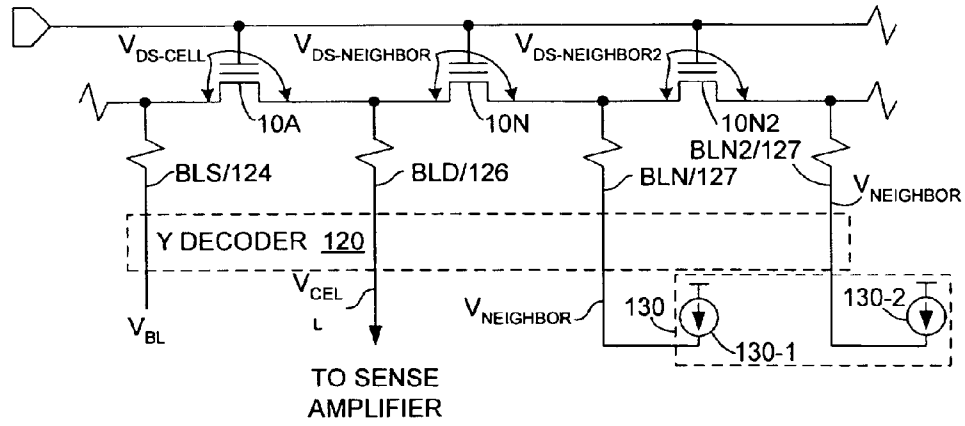 VDS-CELL VDS-NEIGHBOR VDS-NEIGHBOR2
10A 10N 10N2
BLS/124 BLD/126 BLN/127 BLN2/127
VNEIGHBOR
Y DECODER 120
VCEL
L
VBL
VNEIGHBOR
130
130-1
130-2
TO SENSE
AMPLIFIER